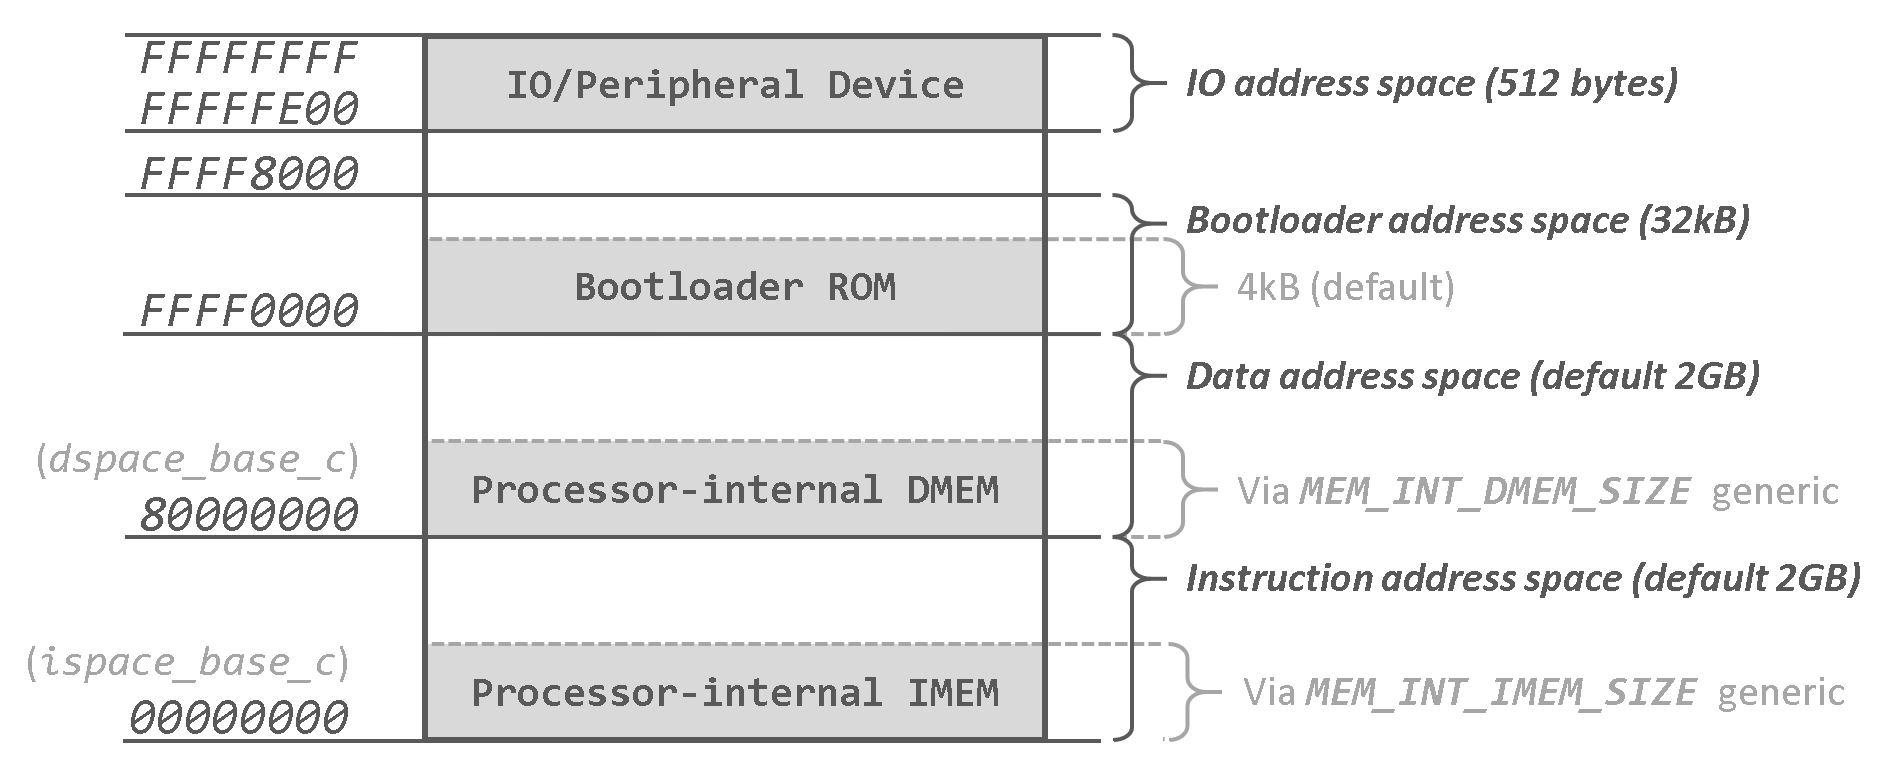 FFFFFFFF
IO/Peripheral Device
IO address space (512 bytes)
FFFFFE00
FFFF8000
Bootloader address space (32kB)
Bootloader ROM
4kB (default)
FFFF0000
Data address space (default 2GB)
(dspace_base_c)
Processor-internal DMEM
Via MEM_INT_DMEM_SIZE generic
80000000
Instruction address space (default 2GB)
(ispace_base_c)
Processor-internal IMEM
Via MEM_INT_IMEM_SIZE generic
00000000